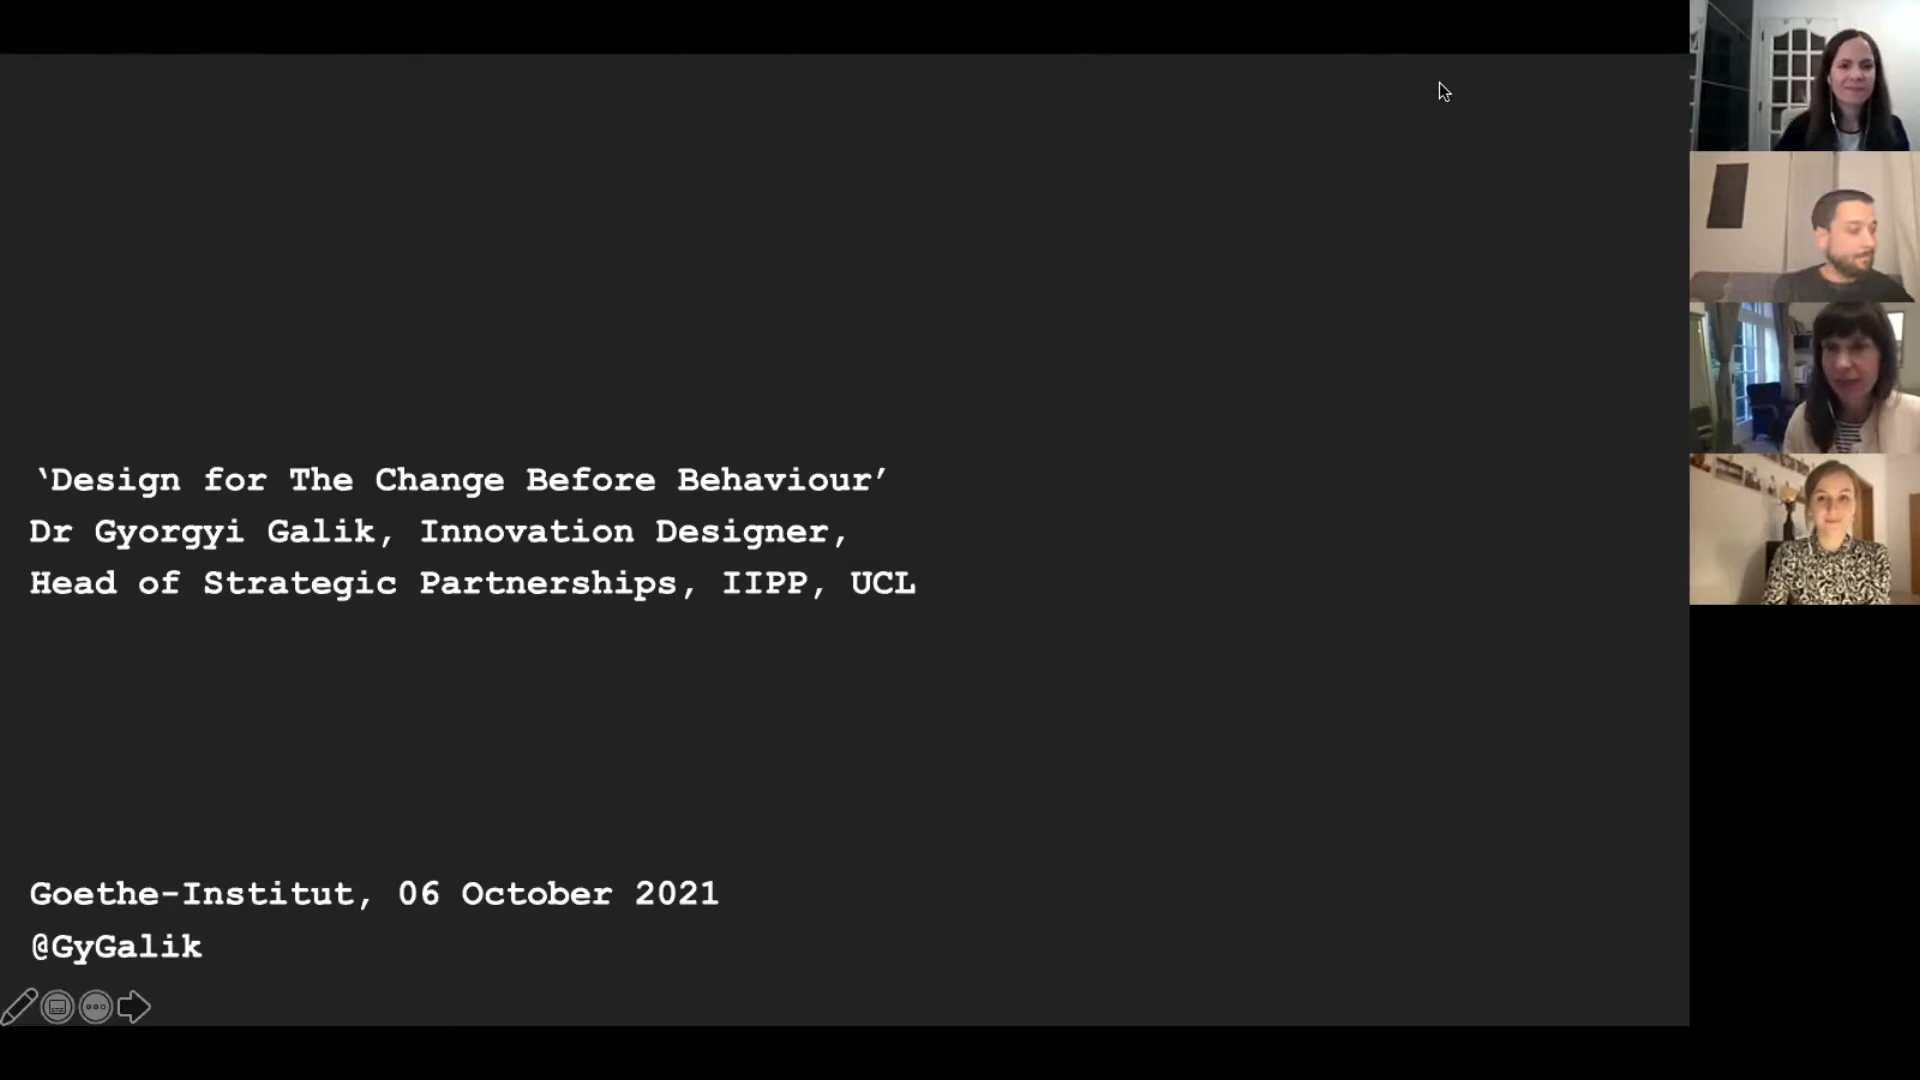 ‘Design for The Change Before Behaviour’
Dr Gyorgyi Galik, Innovation Designer,
Head of Strategic Partnerships, IIPP, UCL
Goethe-Institut, 06 October 2021
@GyGalik